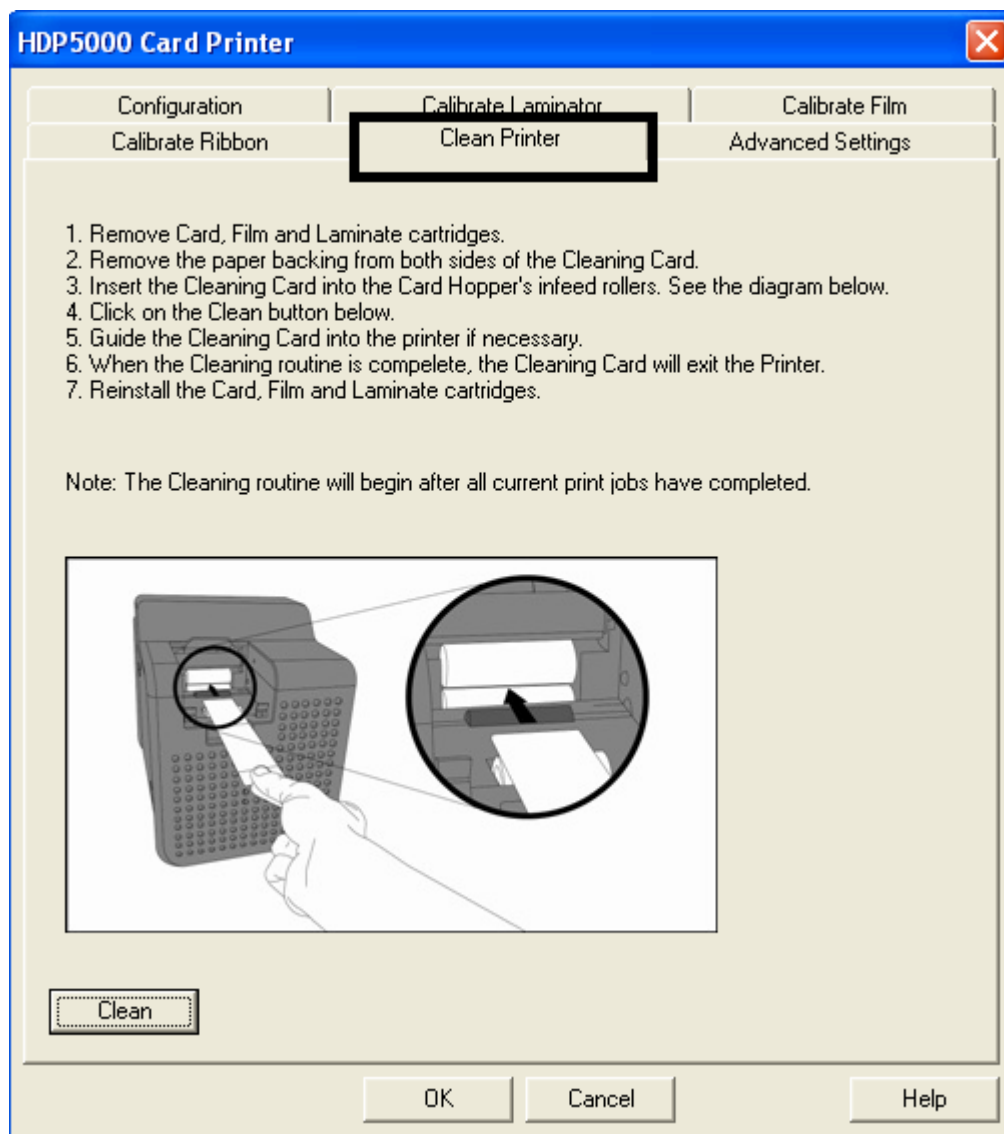 HDP5000 Card Printer
Configuration
Calibrate Laminator
Calibrate Film
Calibrate Ribbon
Clean Printer
Advanced Settings
1. Remove Card, Film and Laminate cartridges.
2. Remove the paper backing from both sides of the Cleaning Card.
3. Insert the Cleaning Card into the Card Hopper's infeed rollers. See the diagram below.
4. Click on the Clean button below.
5. Guide the Cleaning Card into the printer if necessary.
6. When the Cleaning routine is compelete, the Cleaning Card will exit the Printer.
7. Reinstall the Card, Film and Laminate cartridges.
Note: The Cleaning routine will begin after all current print jobs have completed.
Clean
OK
Cancel
Help